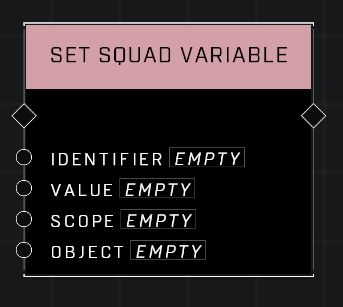 SET SQUAD VARIABLE
IDENTIFIER EMPTY
VALUE EMPTY
SCOPE EMPTY
OBJECT EMPTY